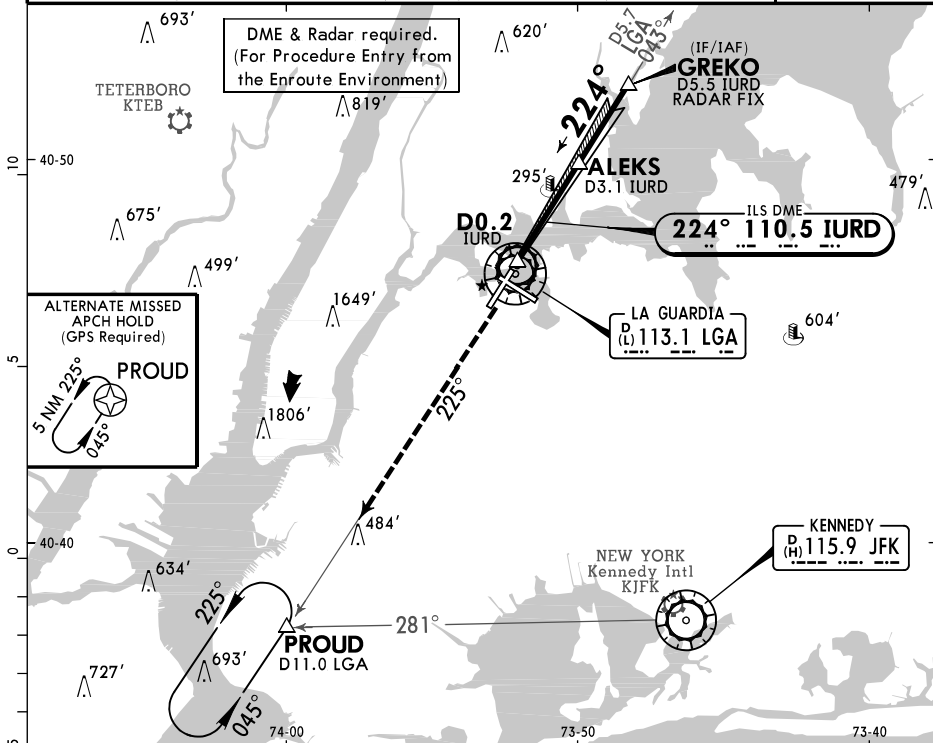 693'
620'
DME & Radar required.
(For Procedure Entry from
the Enroute Environment)
D5.7
LGA
043°
(IF/IAF)
GREKO
D5.5 IURD
RADAR FIX
TETERBORO
KTEB
819'
224°
10
40-50
295'
ALEKS
D3.1 IURD
479'
675'
D0.2
IURD
ILS DME
224° 110.5 IURD
499'
1649'
LA GUARDIA
D
(L) 113.1 LGA
604'
ALTERNATE MISSED
APCH HOLD
(GPS Required)
PROUD
5 NM 225°
045°
5
225°
1806'
484'
0
40-40
KENNEDY
D
(H) 115.9 JFK
NEW YORK
Kennedy Intl
KJFK
634'
225°
281°
PROUD
D11.0 LGA
693'
727'
045°
5
74-00
73-50
73-40